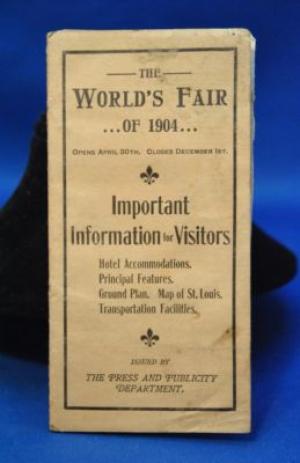 THE
WORLD'S FAIR
...OF 1904...
OPENS APRIL 30TH. CLOSES DECEMBER 1ST.
Important
Information for Visitors
Hotel Accommodations.
Principal Features.
Ground Plan. Map of St. Louis.
Transportation Facilities.
ISSUED BY
THE PRESS AND PUBLICITY
DEPARTMENT.